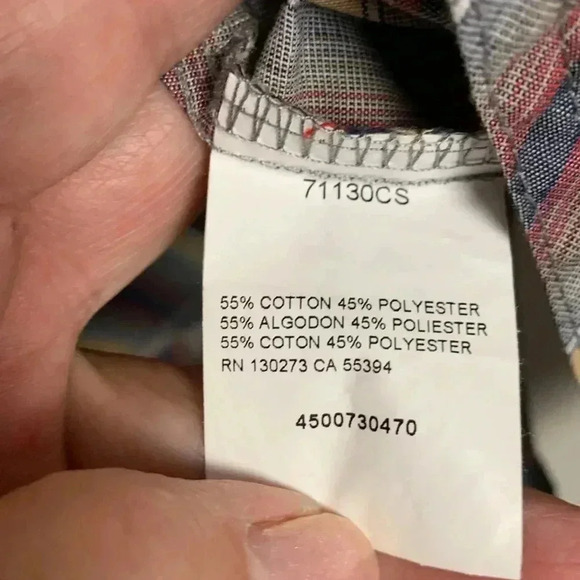 71130CS
55% COTTON 45% POLYESTER
55% ALGODON 45% POLIESTER
55% COTON 45% POLYESTER
RN 130273 CA 55394
4500730470